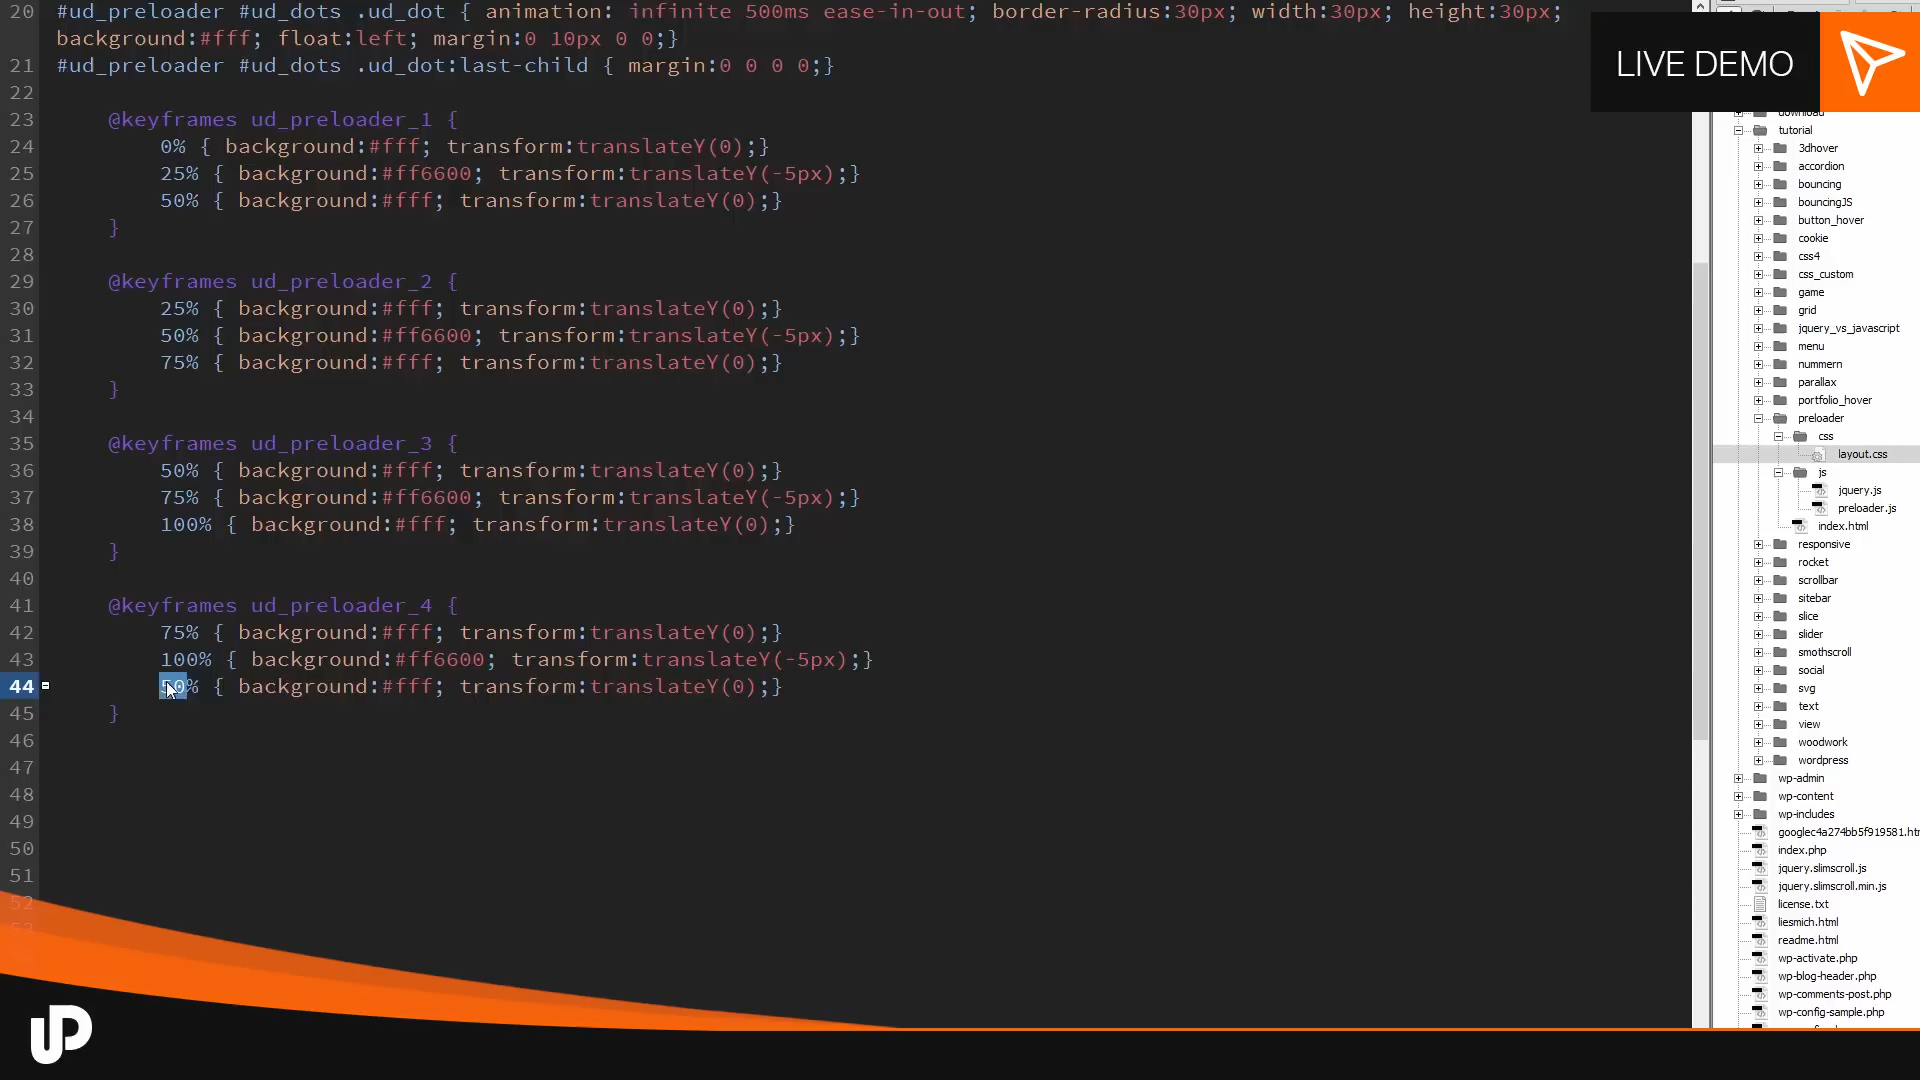 20 #ud_preloader #ud_dots .ud_dot { animation: infinite 500ms ease-in-out; border-radius:30px; width:30px; height:30px;
background:#fff; float:left; margin:0 10px 0 0;}
21 #ud_preloader #ud_dots .ud_dot:last-child { margin:0 0 0 0;}
22
23 @keyframes ud_preloader_1 {
24 0% { background:#fff; transform:translateY(0);}
25 25% { background:#ff6600; transform:translateY(-5px);}
26 50% { background:#fff; transform:translateY(0);}
27 }
28
29 @keyframes ud_preloader_2 {
30 25% { background:#fff; transform:translateY(0);}
31 50% { background:#ff6600; transform:translateY(-5px);}
32 75% { background:#fff; transform:translateY(0);}
33 }
34
35 @keyframes ud_preloader_3 {
36 50% { background:#fff; transform:translateY(0);}
37 75% { background:#ff6600; transform:translateY(-5px);}
38 100% { background:#fff; transform:translateY(0);}
39 }
40
41 @keyframes ud_preloader_4 {
42 75% { background:#fff; transform:translateY(0);}
43 100% { background:#ff6600; transform:translateY(-5px);}
44 50% { background:#fff; transform:translateY(0);}
45 }
46
47
48
49
50
51
52
53
LIVE DEMO
download
tutorial
3dhover
accordion
bouncing
bouncingJS
button_hover
cookie
css4
css_custom
game
grid
jquery_vs_javascript
menu
nummern
parallax
portfolio_hover
preloader
css
layout.css
js
jquery.js
preloader.js
index.html
responsive
rocket
scrollbar
sitebar
slice
slider
smothscroll
social
svg
text
view
woodwork
wordpress
wp-admin
wp-content
wp-includes
googlec4a274bb5f919581.htm
index.php
jquery.slimscroll.js
jquery.slimscroll.min.js
license.txt
liesmich.html
readme.html
wp-activate.php
wp-blog-header.php
wp-comments-post.php
wp-config-sample.php
UP